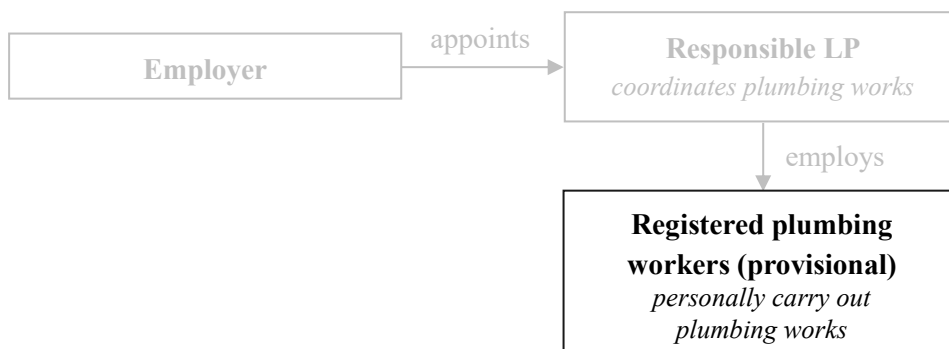 appoints
Employer
Responsible LP
coordinates plumbing works
employs
Registered plumbing
workers (provisional)
personally carry out
plumbing works